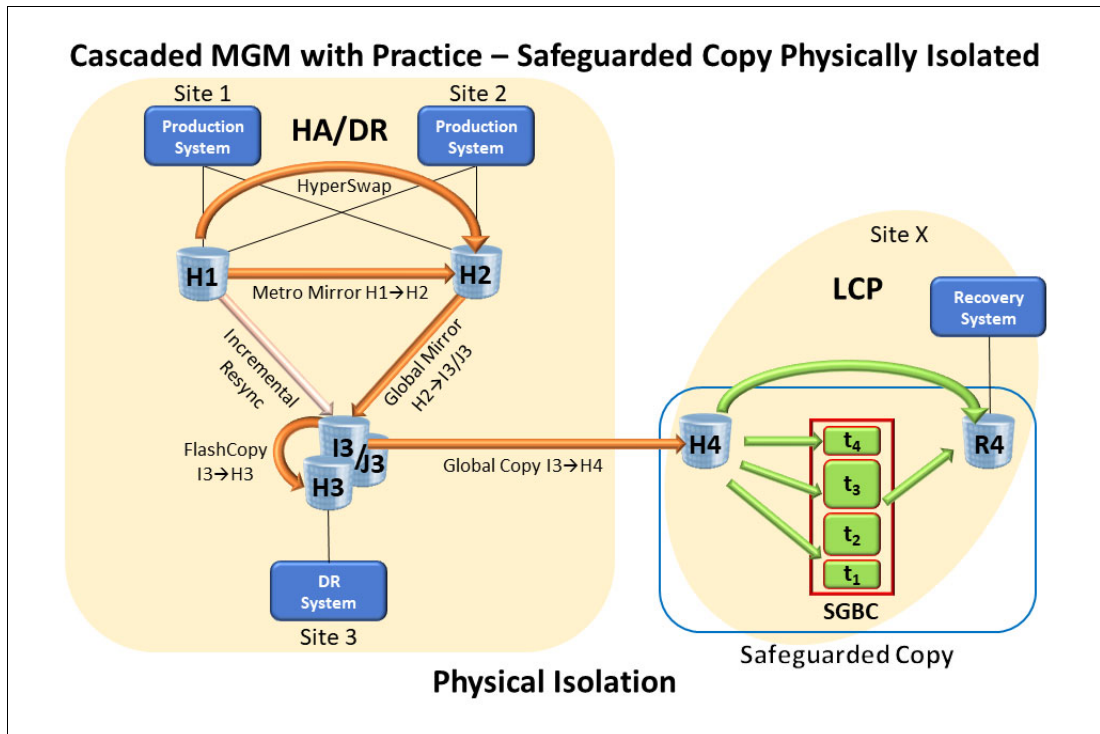 Cascaded MGM with Practice – Safeguarded Copy Physically Isolated
Site 1
Site 2
Production
System
HA/DR
Production
System
HyperSwap
H1
H2
Metro Mirror H1→H2
Incremental
Resync
Global Mirror
H2→I3/J3
FlashCopy
I3→H3
I3/J3
H3
Global Copy I3→H4
DR
System
Site 3
Site X
LCP
Recovery
System
H4
R4
t4
t3
t2
t1
SGBC
Safeguarded Copy
Physical Isolation